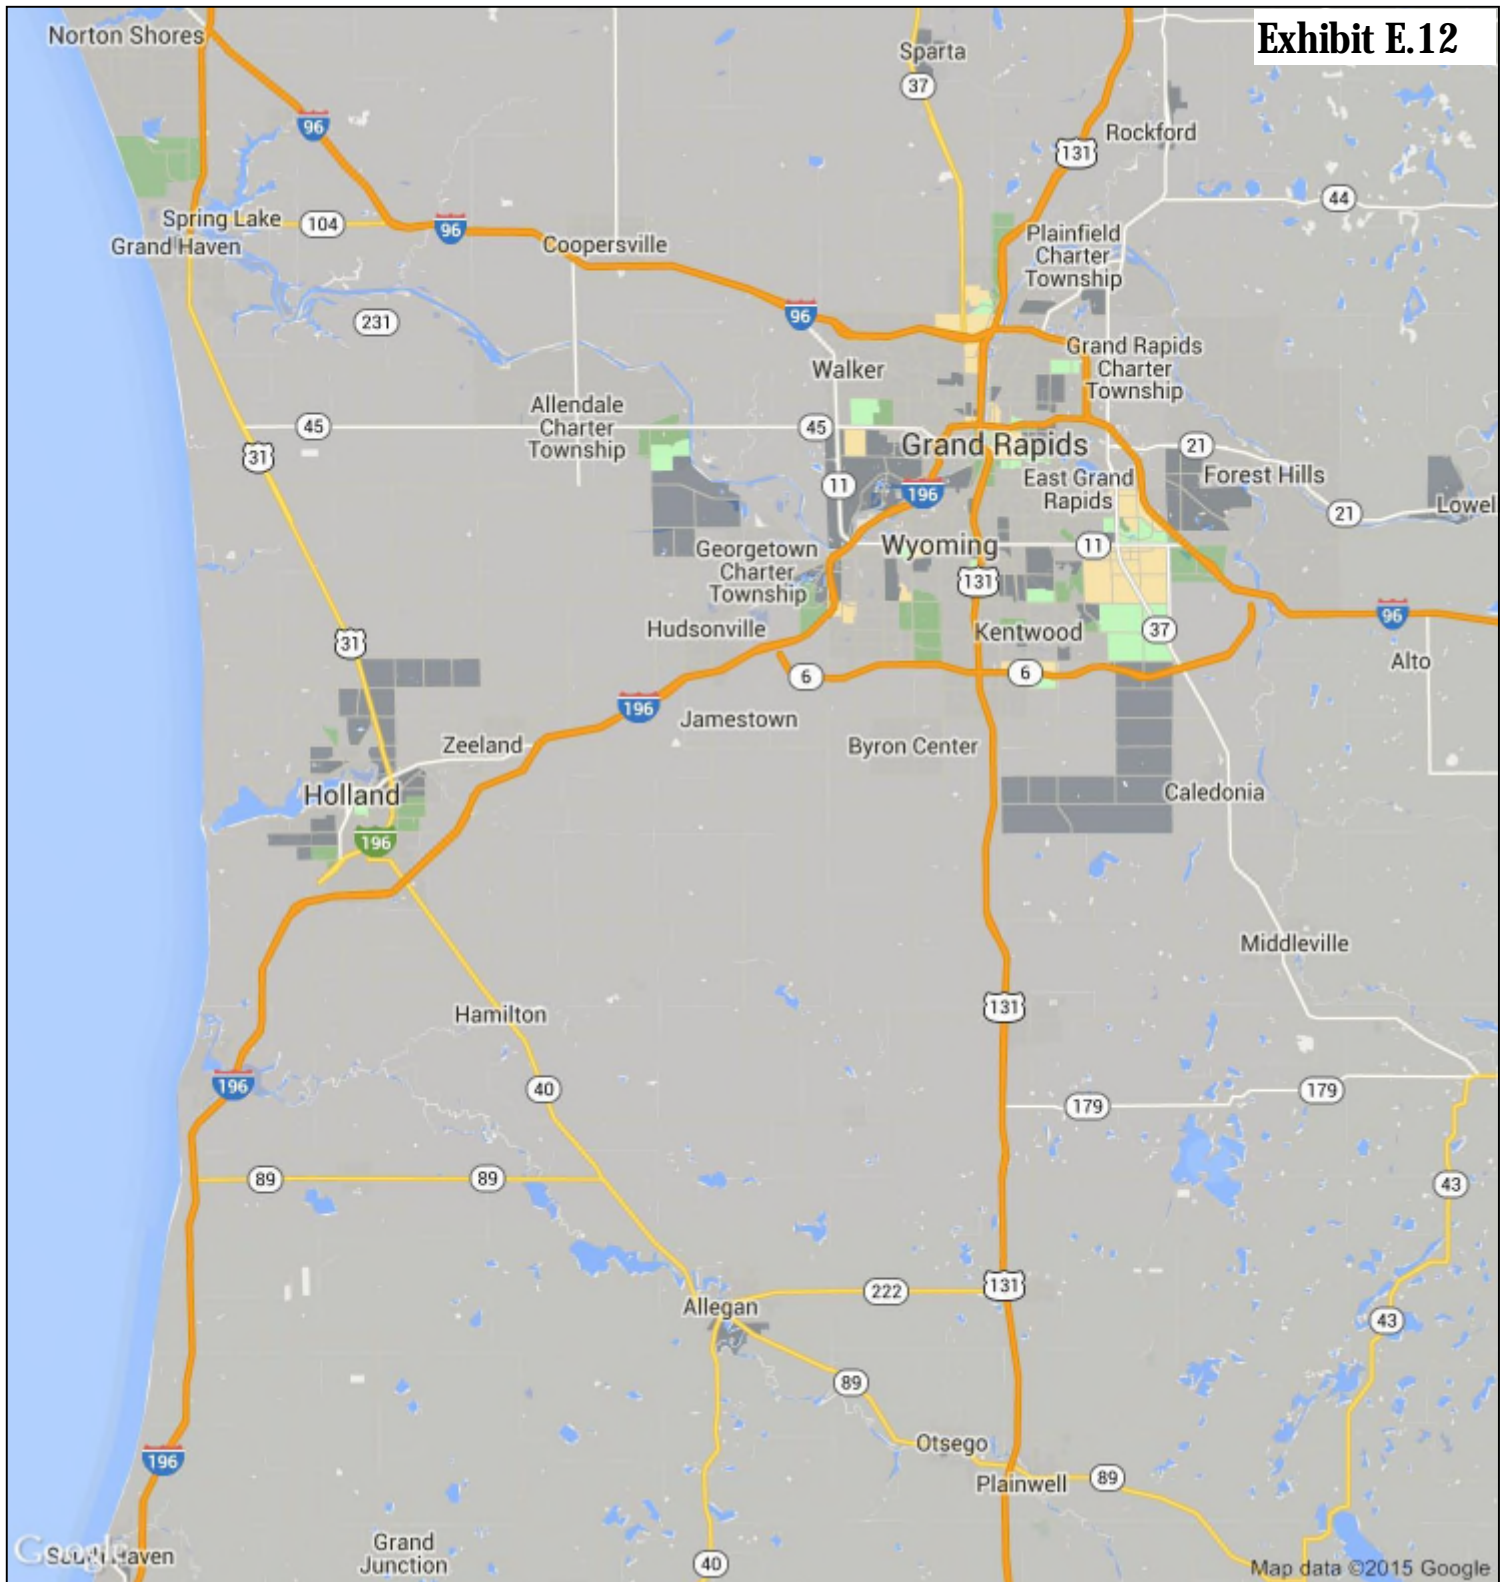 Exhibit E.12
Norton Shores
Sparta
37
96
Rockford
131
44
Spring Lake
104
96
Grand Haven
Coopersville
Plainfield
Charter
Township
96
231
Walker
Grand Rapids
Charter
Township
Allendale
Charter
Township
45
45
31
Grand Rapids
21
Forest Hills
11
196
East Grand
Rapids
21
Lowell
Georgetown
Charter
Township
Wyoming
11
131
Hudsonville
31
Kentwood
37
96
Alto
6
6
196
Jamestown
Zeeland
Byron Center
Holland
Caledonia
196
Middleville
Hamilton
131
196
40
179
179
89
89
43
222
131
Allegan
43
89
Otsego
196
Plainwell
89
Grand
Junction
Google
South Haven
40
Map data ©2015 Google